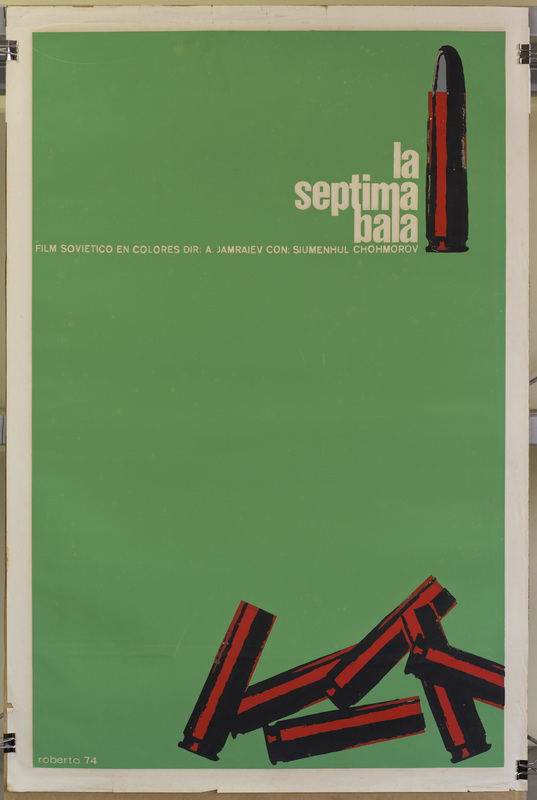 la
septima
bala
FILM SOVIETICO EN COLORES DIR: A. JAMRAIEV CON: SIUMENHUL CHOHMOROV
roberto 74